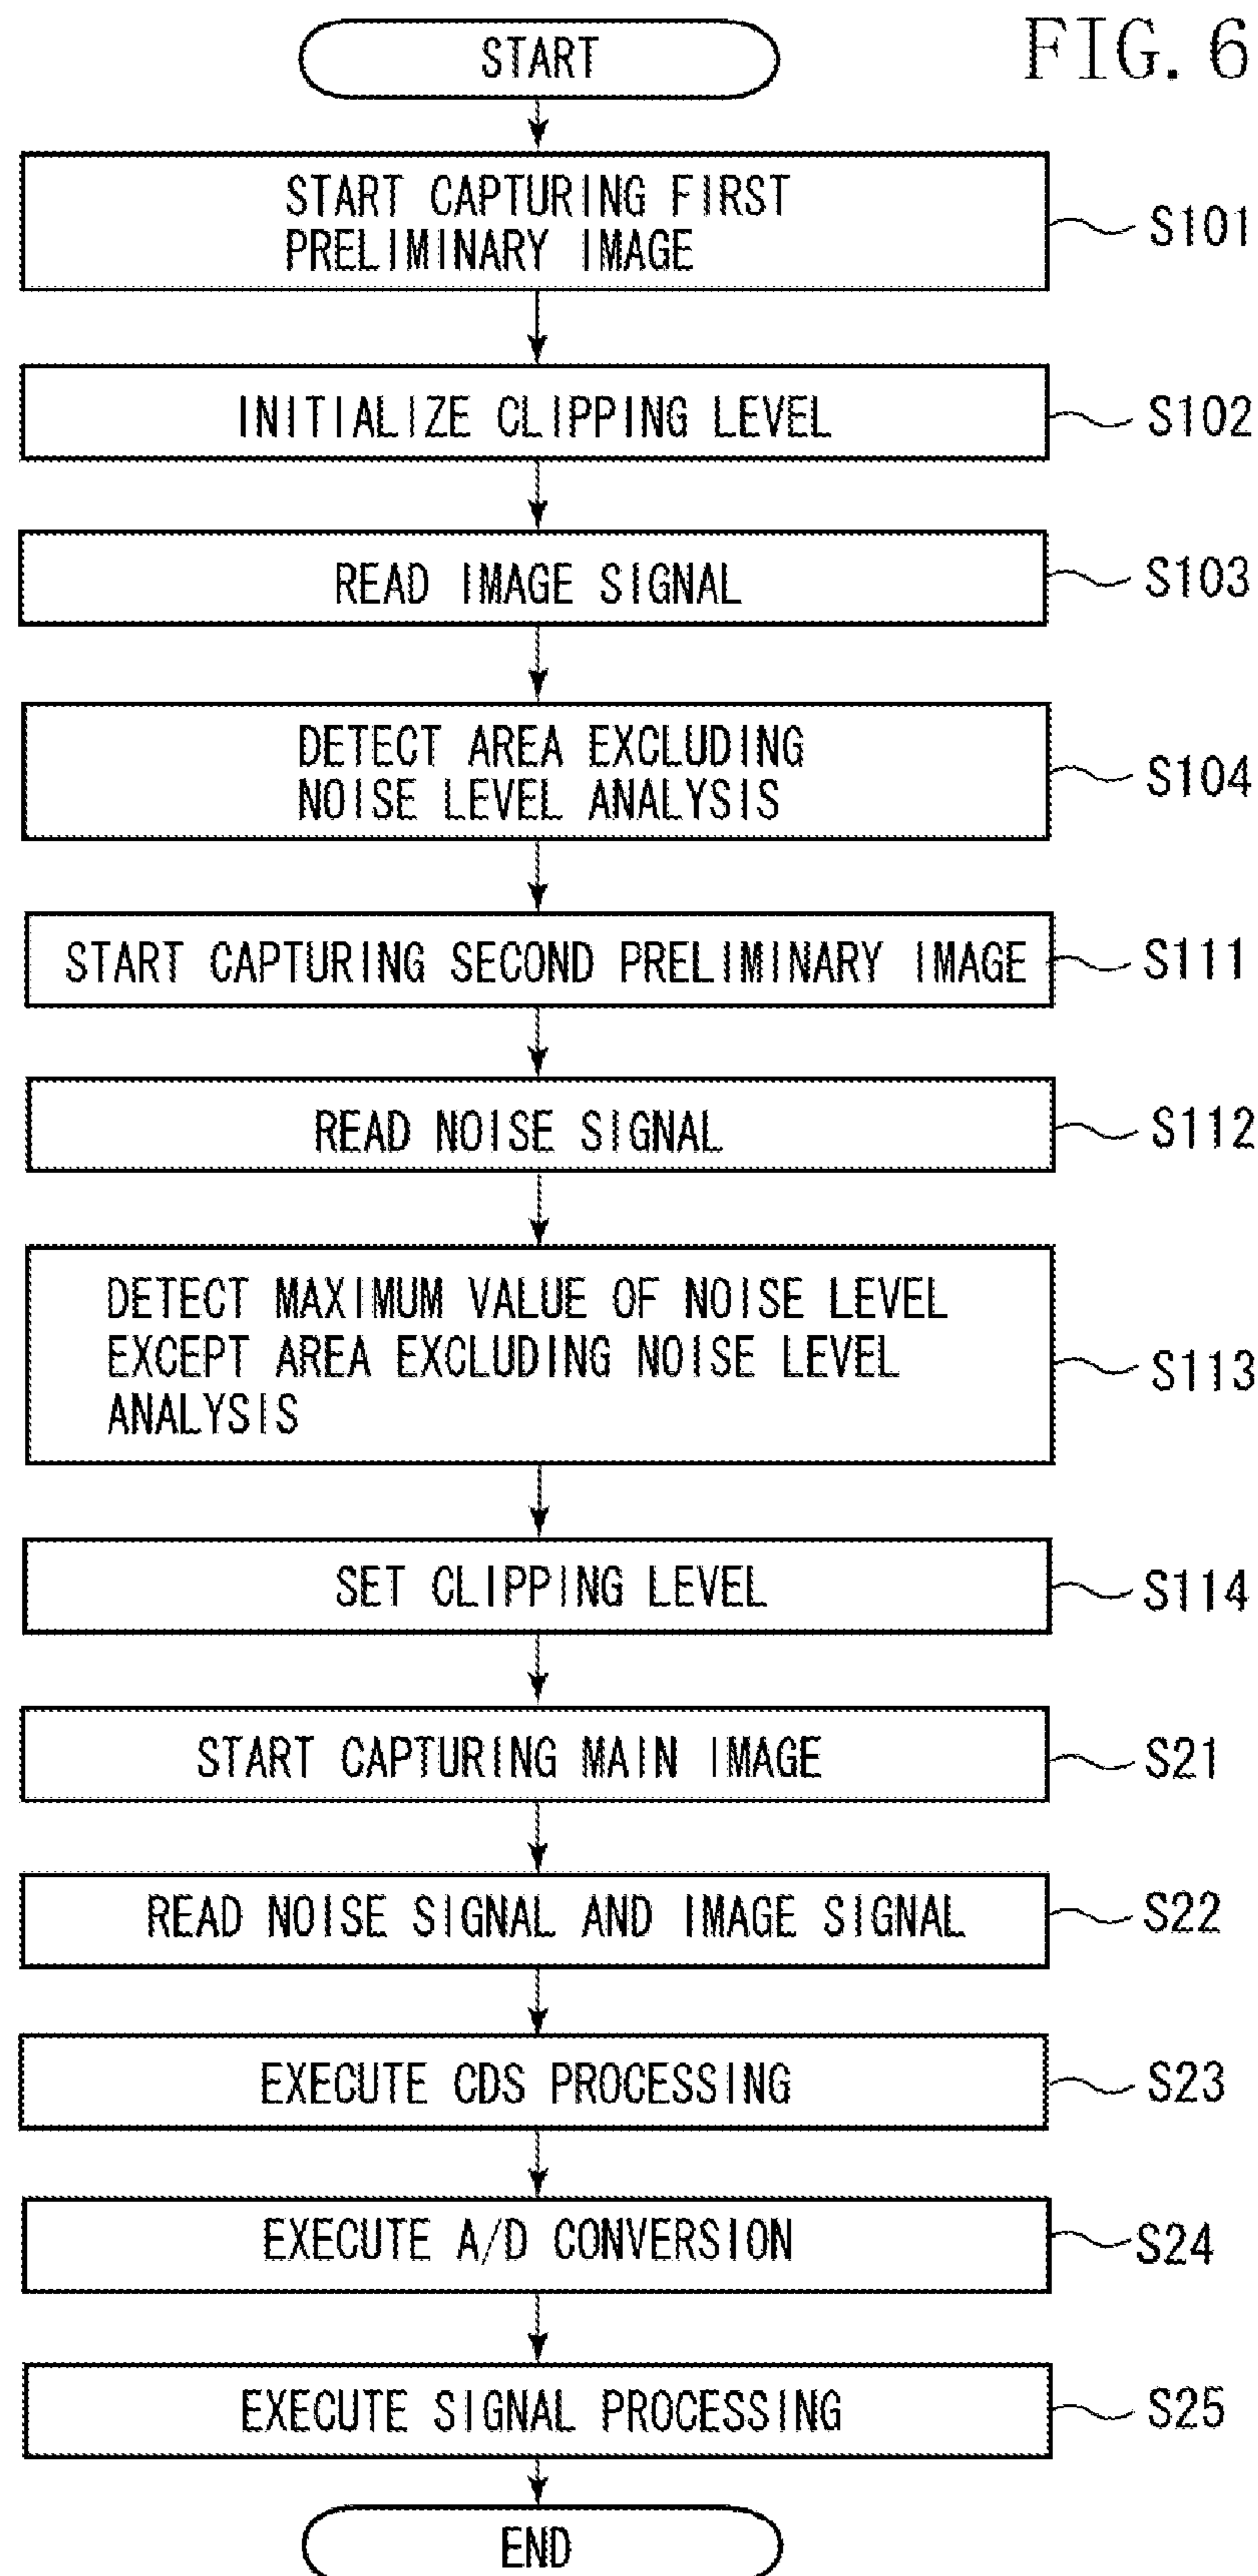 FIG. 6
START
START CAPTURING FIRST
PRELIMINARY IMAGE
S101
INITIALIZE CLIPPING LEVEL
S102
READ IMAGE SIGNAL
S103
DETECT AREA EXCLUDING
NOISE LEVEL ANALYSIS
S104
START CAPTURING SECOND PRELIMINARY IMAGE
S111
READ NOISE SIGNAL
S112
DETECT MAXIMUM VALUE OF NOISE LEVEL
EXCEPT AREA EXCLUDING NOISE LEVEL
ANALYSIS
S113
SET CLIPPING LEVEL
S114
START CAPTURING MAIN IMAGE
S21
READ NOISE SIGNAL AND IMAGE SIGNAL
S22
EXECUTE CDS PROCESSING
S23
EXECUTE A/D CONVERSION
S24
EXECUTE SIGNAL PROCESSING
S25
END